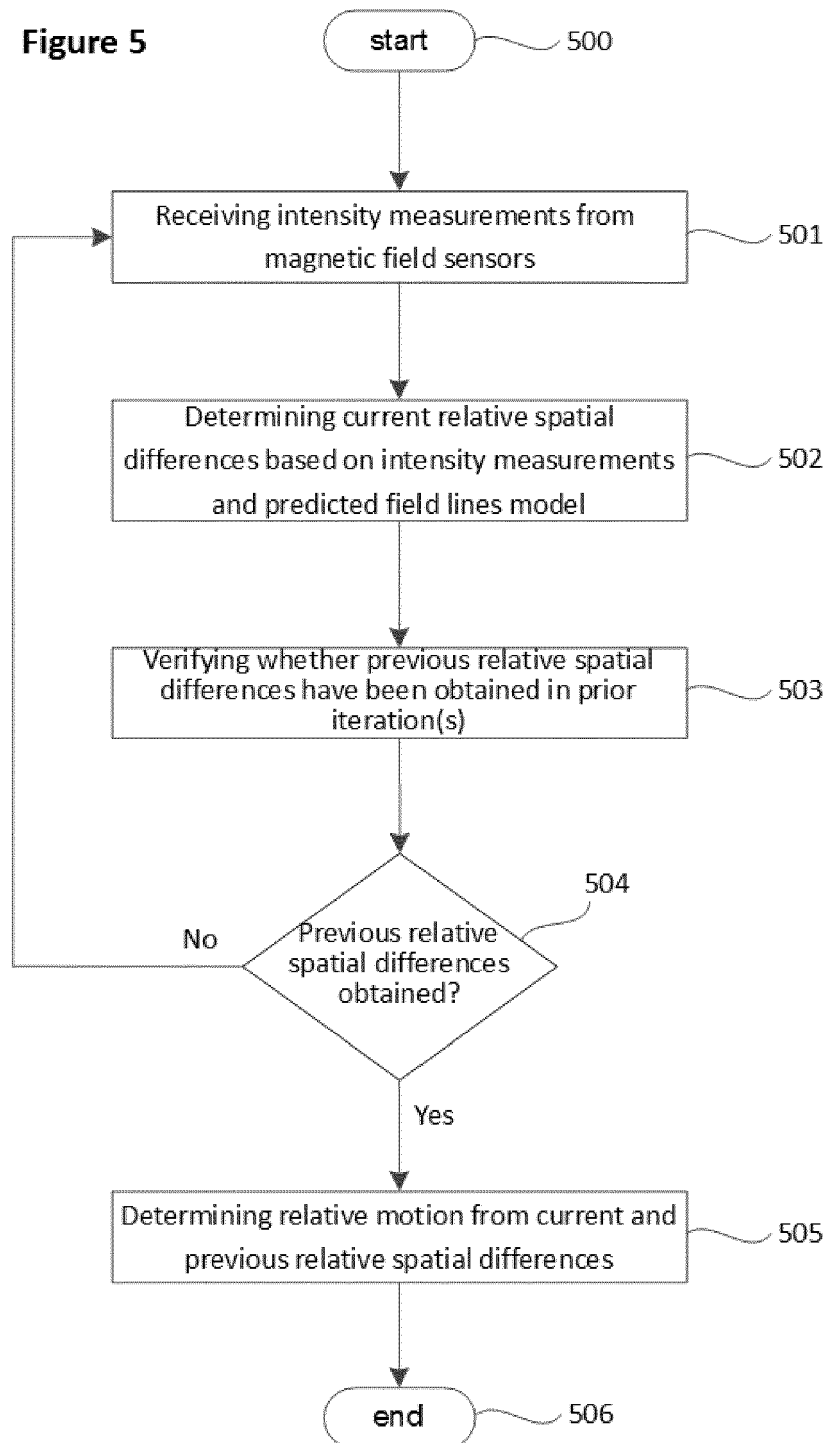 Figure 5
start
500
Receiving intensity measurements from
magnetic field sensors
501
Determining current relative spatial
differences based on intensity measurements
and predicted field lines model
502
Verifying whether previous relative spatial
differences have been obtained in prior
iteration(s)
503
504
Previous relative
spatial differences
obtained?
No
Yes
Determining relative motion from current and
previous relative spatial differences
505
end
506